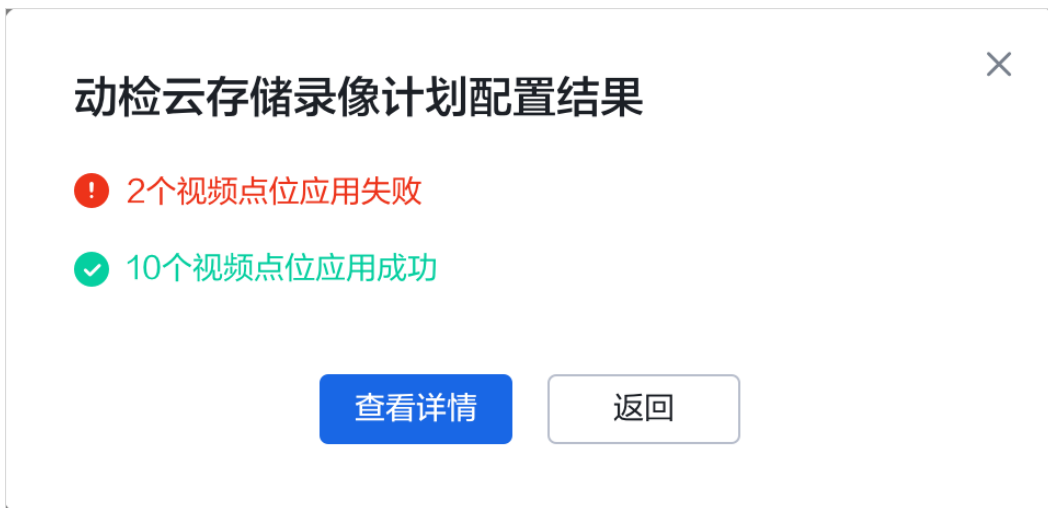 动检云存储录像计划配置结果
2个视频点位应用失败
10个视频点位应用成功
查看详情
返回